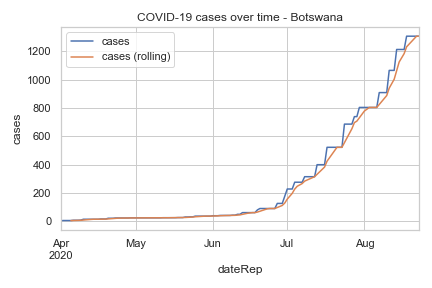 COVID-19 cases over time - Botswana
cases
cases (rolling)
1200
1000
800
600
400
200
0
cases
Apr
2020
May
Jun
Jul
Aug
dateRep